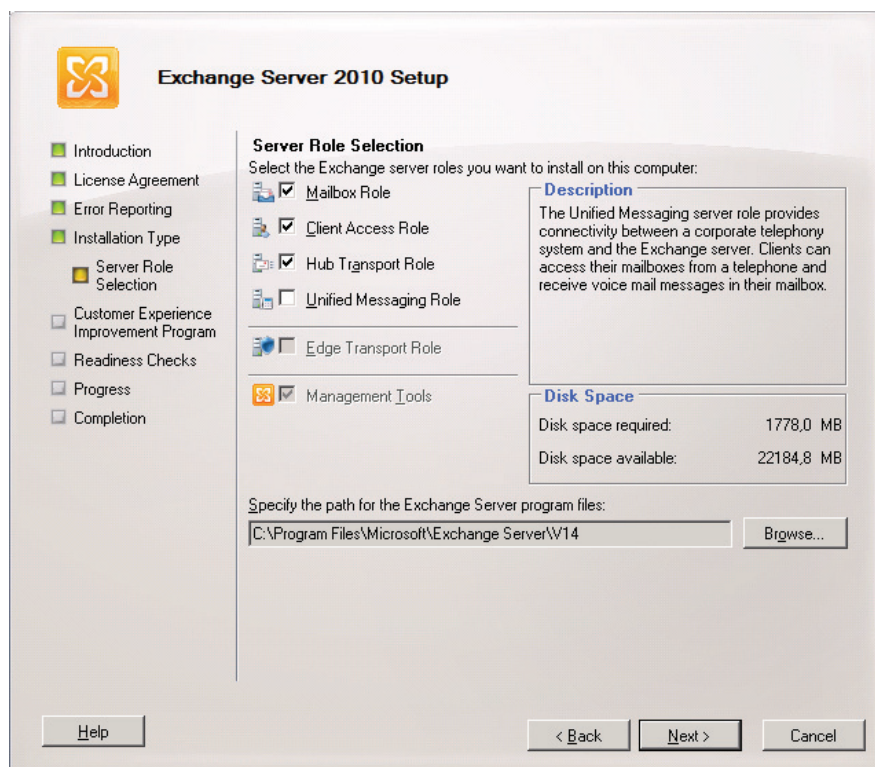 Exchange Server 2010 Setup
Introduction
License Agreement
Error Reporting
Installation Type
Server Role
Selection
Customer Experience
Improvement Program
Readiness Checks
Progress
Completion
Server Role Selection
Select the Exchange server roles you want to install on this computer:
Mailbox Role
Client Access Role
Hub Transport Role
Unified Messaging Role
Edge Transport Role
Management Tools
Description
The Unified Messaging server role provides
connectivity between a corporate telephony
system and the Exchange server. Clients can
access their mailboxes from a telephone and
receive voice mail messages in their mailbox.
Disk Space
Disk space required: 1778,0 MB
Disk space available: 22184,8 MB
Specify the path for the Exchange Server program files:
C:\Program Files\Microsoft\Exchange Server\V14
Browse...
Help
< Back
Next >
Cancel